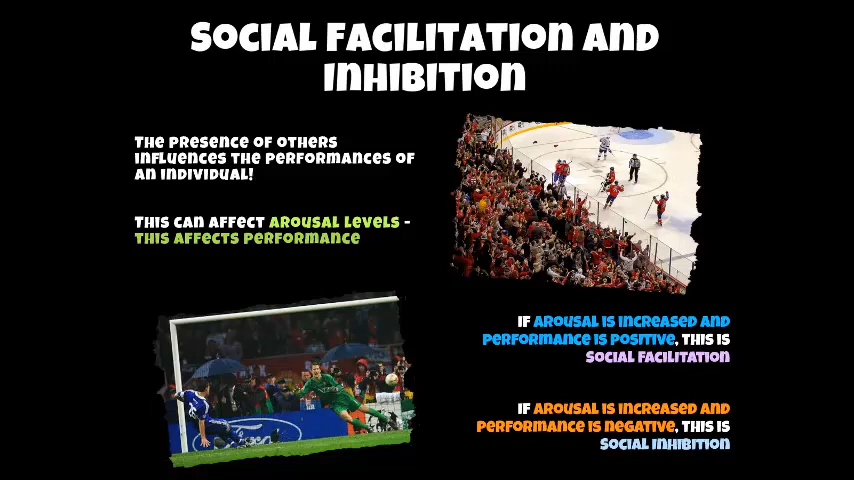 Social Facilitation and
Inhibition
The presence of others
influences the performances of
an individual!
This can affect arousal levels -
this affects performance
If arousal is increased and
performance is positive, this is
social facilitation
If arousal is increased and
performance is negative, this is
social inhibition
Ford